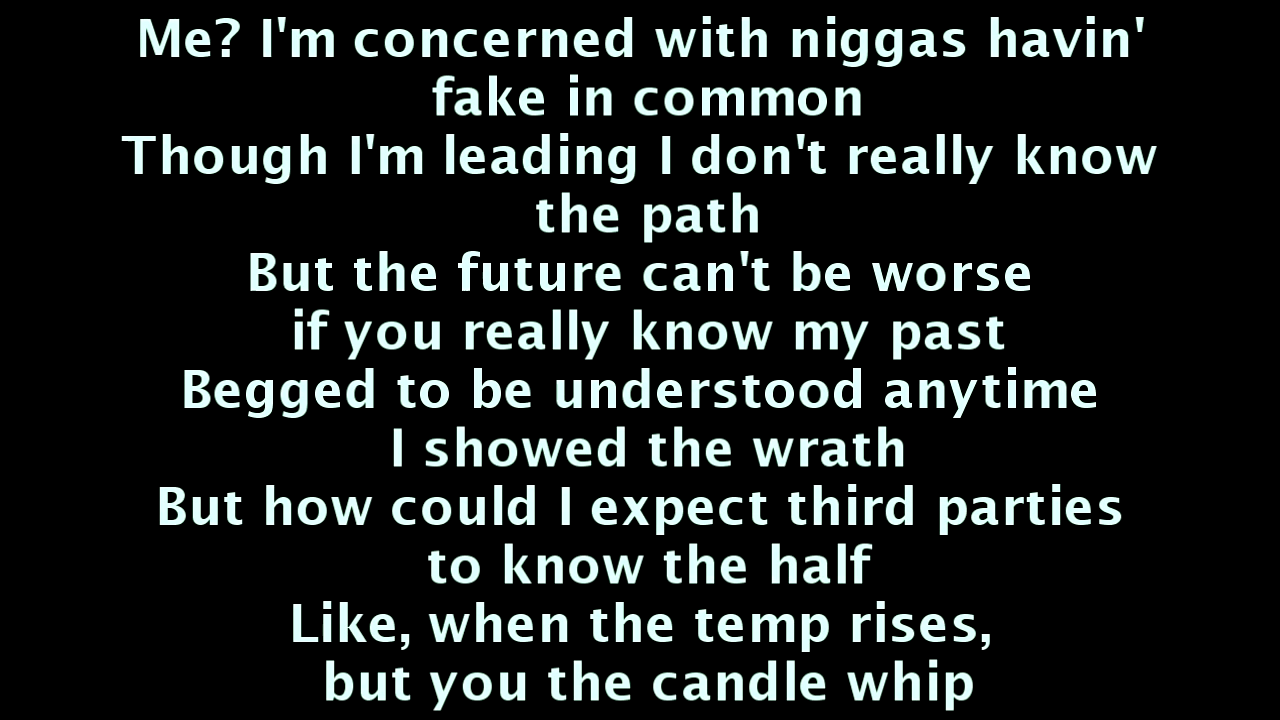 Me? I'm concerned with niggas havin'
fake in common
Though I'm leading I don't really know
the path
But the future can't be worse
if you really know my past
Begged to be understood anytime
I showed the wrath
But how could I expect third parties
to know the half
Like, when the temp rises,
but you the candle whip